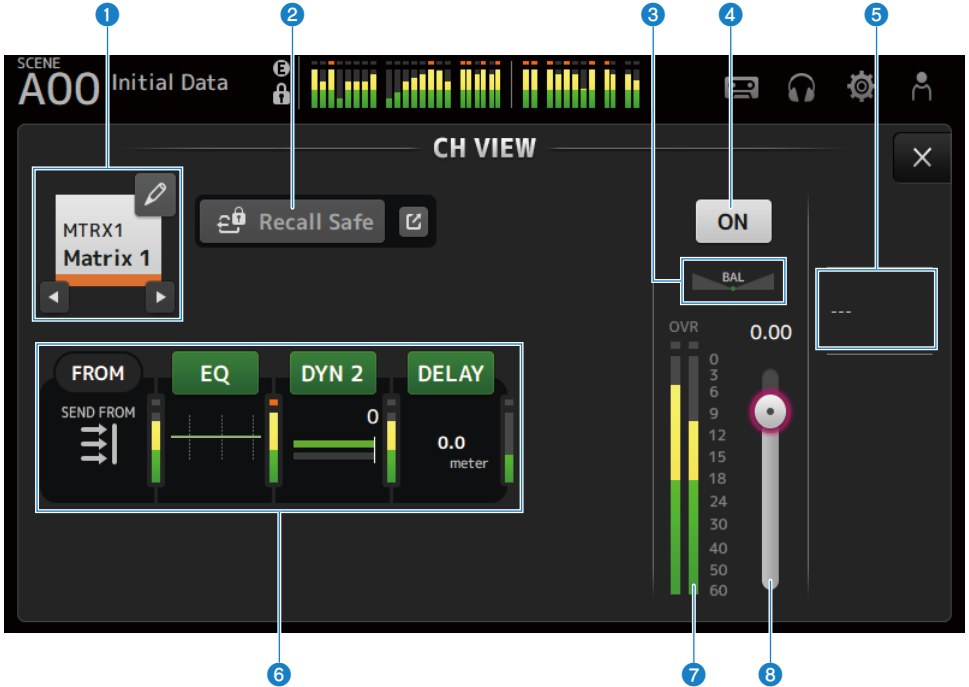 1 2 3 4 5
SCENE
A00 Initial Data E
CH VIEW
MTRX1
Matrix 1
Recall Safe
ON
BAL
---
OVR 0.00
0
3
6
9
12
15
18
24
30
40
50
60
FROM EQ DYN 2 DELAY
SEND FROM
0
0.0
meter
6 7 8